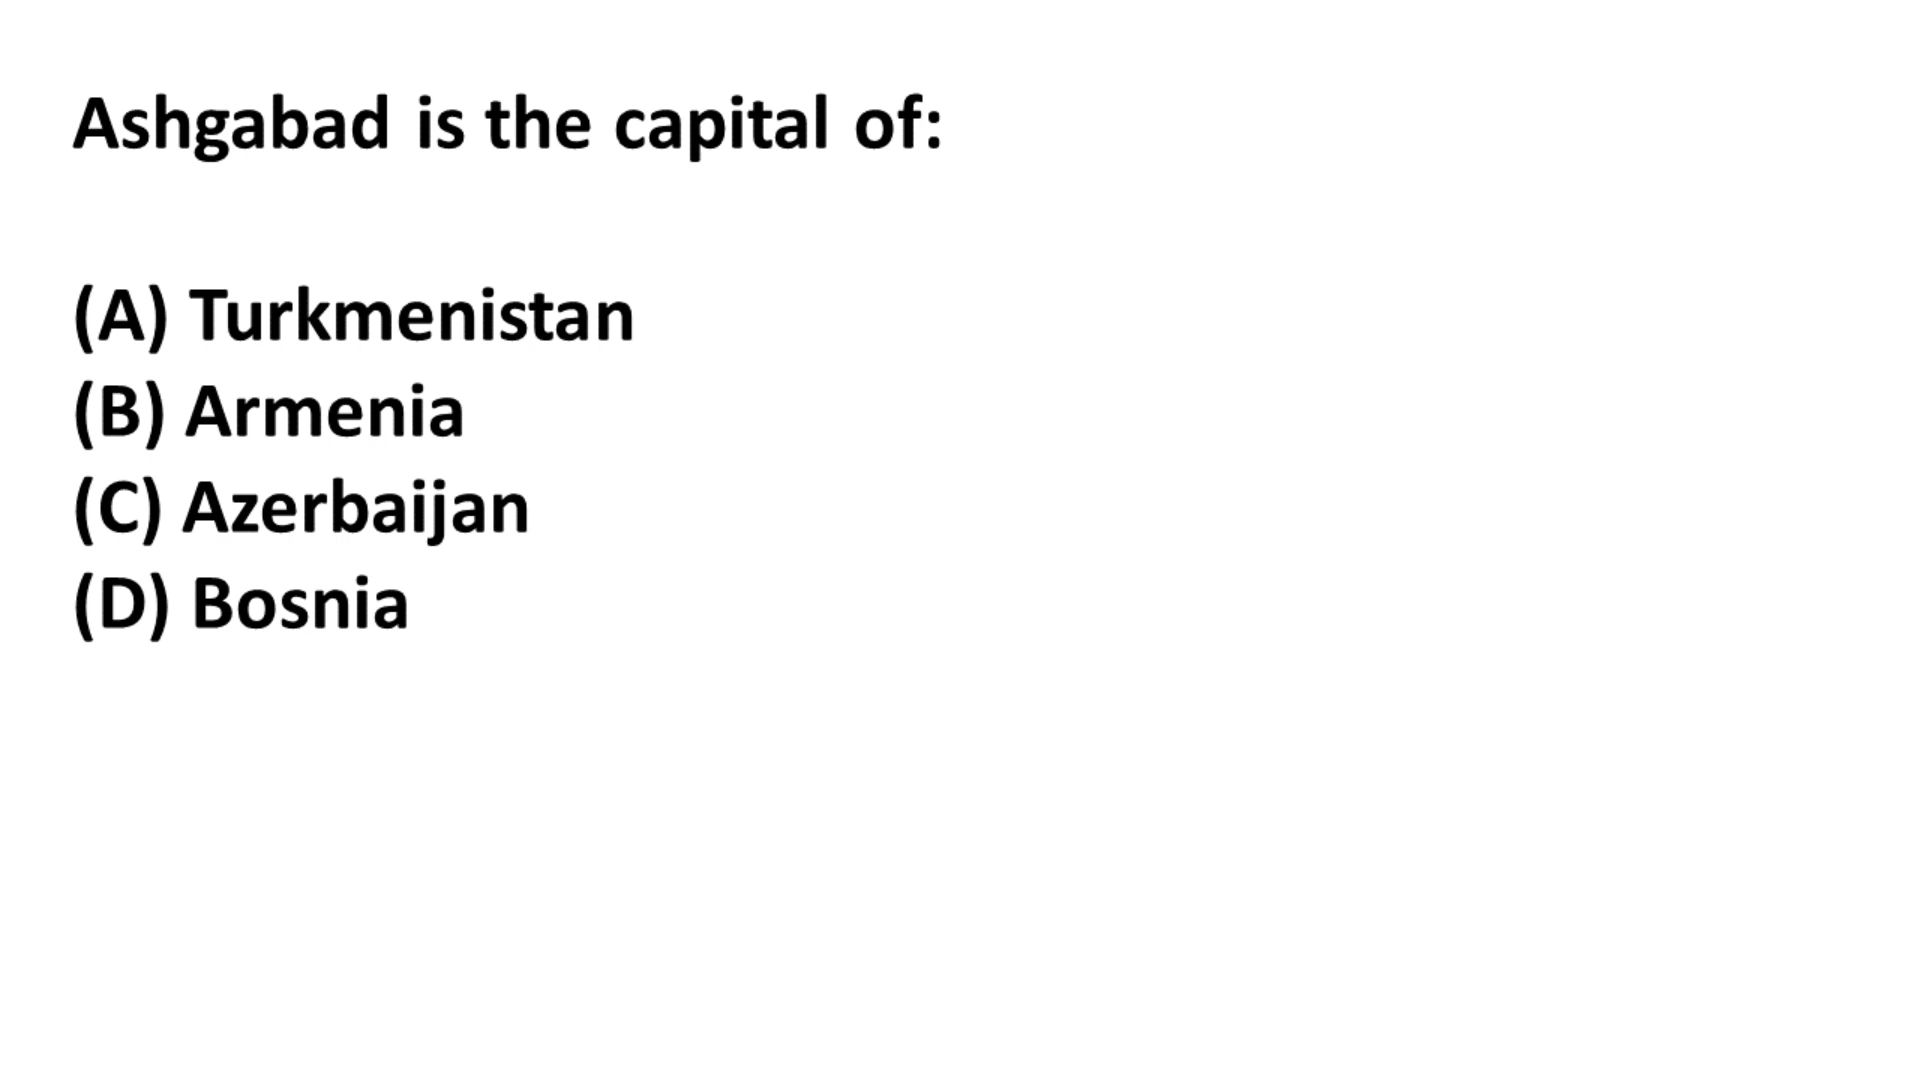 Ashgabad is the capital of:
(A) Turkmenistan
(B) Armenia
(C) Azerbaijan
(D) Bosnia